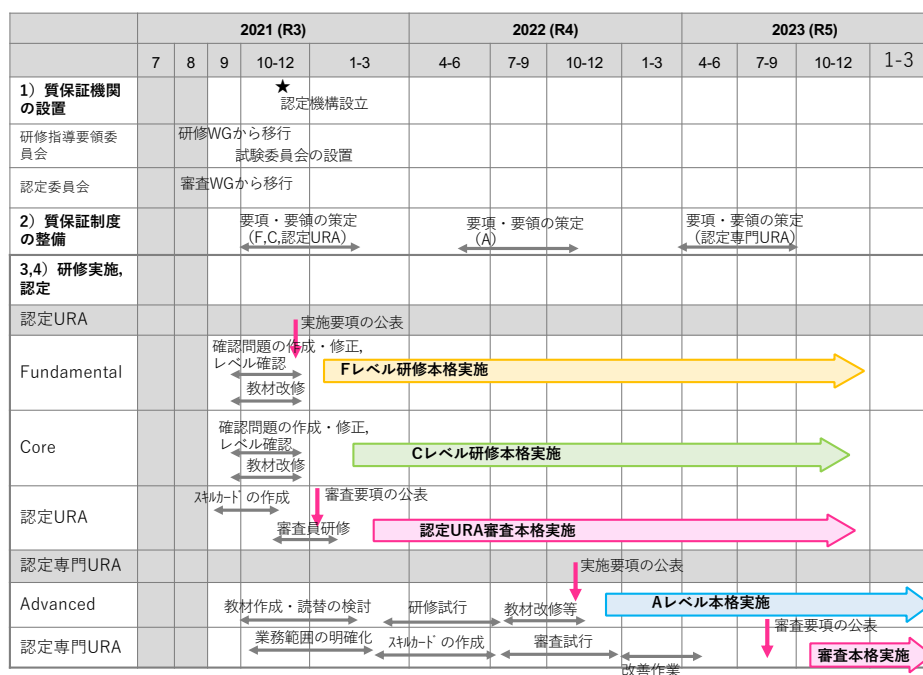 2021 (R3) 2022 (R4) 2023 (R5)
7 8 9 10-12 1-3 4-6 7-9 10-12 1-3 4-6 7-9 10-12 1-3
1）質保証機関
の設置
★
認定機構設立
研修指導要領委
員会
研修WGから移行
試験委員会の設置
認定委員会
審査WGから移行
2）質保証制度
の整備
要項・要領の策定
(F,C,認定URA)
要項・要領の策定
(A)
要項・要領の策定
(認定専門URA)
3,4）研修実施,
認定
認定URA
実施要項の公表
Fundamental
確認問題の作成・修正,
レベル確認
教材改修
Fレベル研修本格実施
Core
確認問題の作成・修正,
レベル確認
教材改修
Cレベル研修本格実施
認定URA
ｽｷﾙｶｰﾄﾞの作成
審査要項の公表
審査員研修
認定URA審査本格実施
認定専門URA
実施要項の公表
Advanced
教材作成・読替の検討
研修試行
教材改修等
Aレベル本格実施
認定専門URA
業務範囲の明確化
ｽｷﾙｶｰﾄﾞの作成
審査試行
改善作業
審査要項の公表
審査本格実施